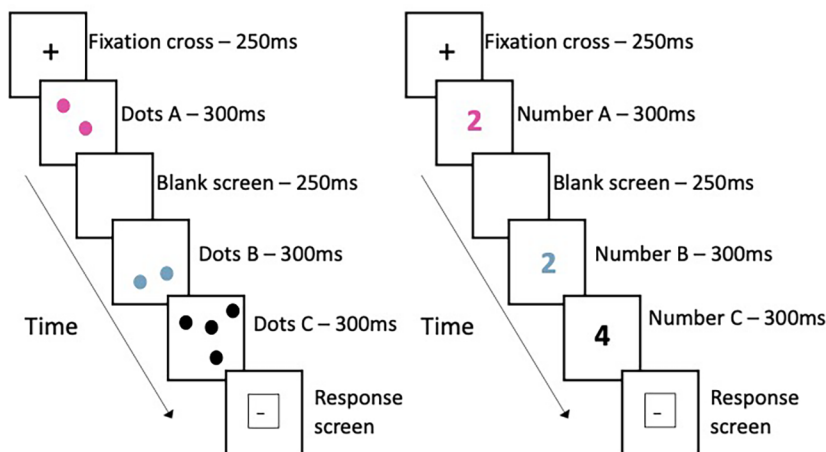 +
Fixation cross – 250ms
Dots A – 300ms
Blank screen – 250ms
Dots B – 300ms
Dots C – 300ms
Time
–
Response
screen
+
Fixation cross – 250ms
2
Number A – 300ms
Blank screen – 250ms
2
Number B – 300ms
4
Number C – 300ms
Time
–
Response
screen